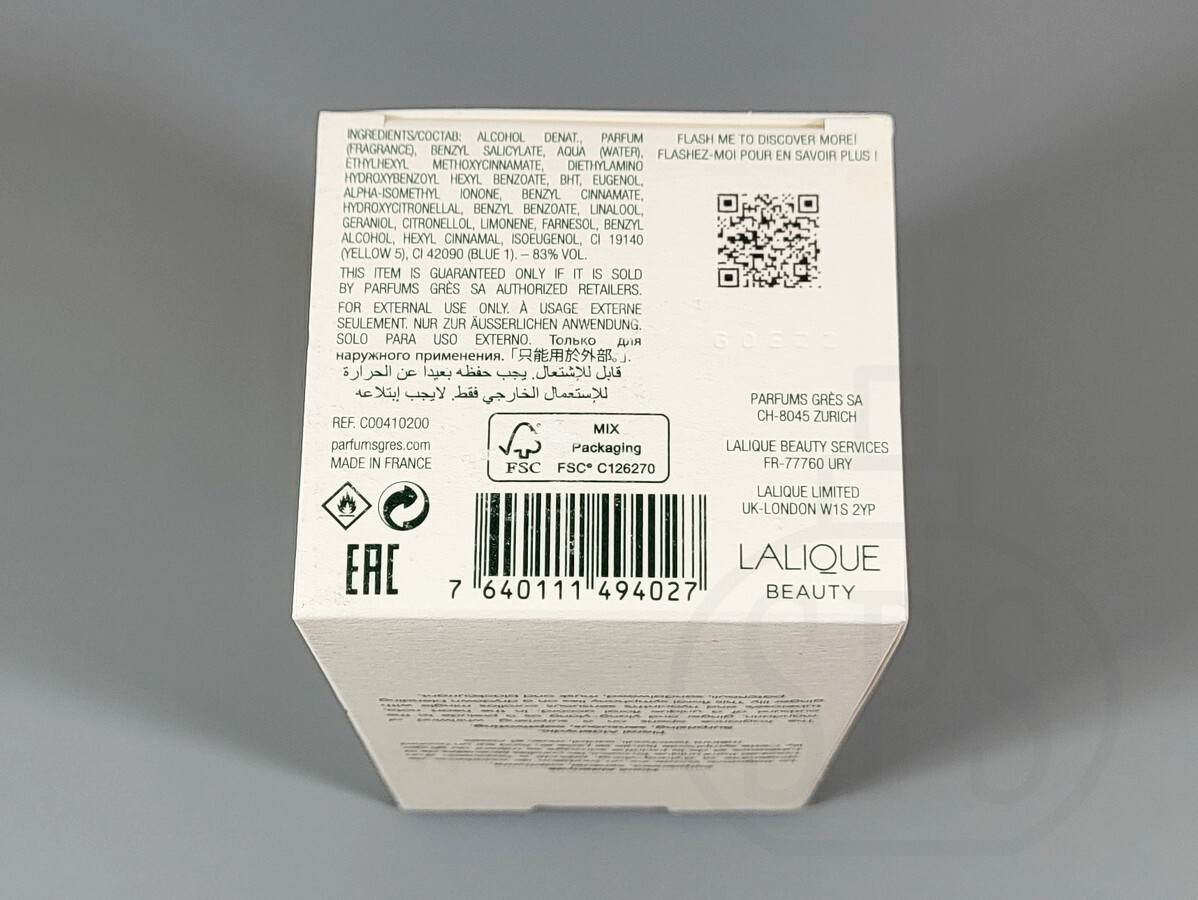 INGREDIENTS/COCTAB: ALCOHOL DENAT., PARFUM
(FRAGRANCE), BENZYL SALICYLATE, AQUA (WATER),
ETHYLHEXYL METHOXYCINNAMATE, DIETHYLAMINO
HYDROXYBENZOYL HEXYL BENZOATE, BHT, EUGENOL,
ALPHA-ISOMETHYL IONONE, BENZYL CINNAMATE,
HYDROXYCITRONELLAL, BENZYL BENZOATE, LINALOOL,
GERANIOL, CITRONELLOL, LIMONENE, FARNESOL, BENZYL
ALCOHOL, HEXYL CINNAMAL, ISOEUGENOL, CI 19140
(YELLOW 5), CI 42090 (BLUE 1). – 83% VOL.
THIS ITEM IS GUARANTEED ONLY IF IT IS SOLD
BY PARFUMS GRÈS SA AUTHORIZED RETAILERS.
FOR EXTERNAL USE ONLY. À USAGE EXTERNE
SEULEMENT. NUR ZUR ÄUSSERLICHEN ANWENDUNG.
SOLO PARA USO EXTERNO. Только для
наружного применения.「只能用於外部。」.
قابل للإشتعال. يجب حفظه بعيدا عن الحرارة
للإستعمال الخارجي فقط. لايجب إبتلاعه
REF. C00410200
parfumsgres.com
MADE IN FRANCE
MIX
Packaging
FSC
FSC® C126270
EAC
7 640111 494027
FLASH ME TO DISCOVER MORE!
FLASHEZ-MOI POUR EN SAVOIR PLUS !
PARFUMS GRÈS SA
CH-8045 ZURICH
LALIQUE BEAUTY SERVICES
FR-77760 URY
LALIQUE LIMITED
UK-LONDON W1S 2YP
LALIQUE
BEAUTY
Floral Aldehydic.
Surprising, sensuous, captivating.